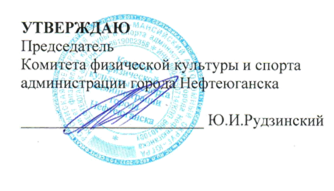 УТВЕРЖДАЮ
Председатель
Комитета физической культуры и спорта
администрации города Нефтеюганска
Ю.И.Рудзинский